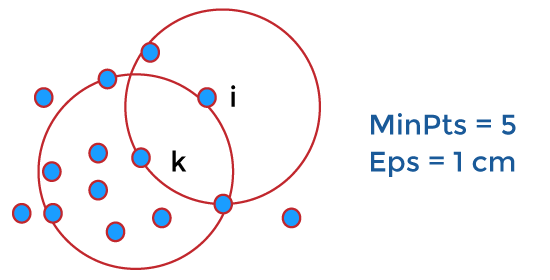 i
k
MinPts = 5
Eps = 1 cm